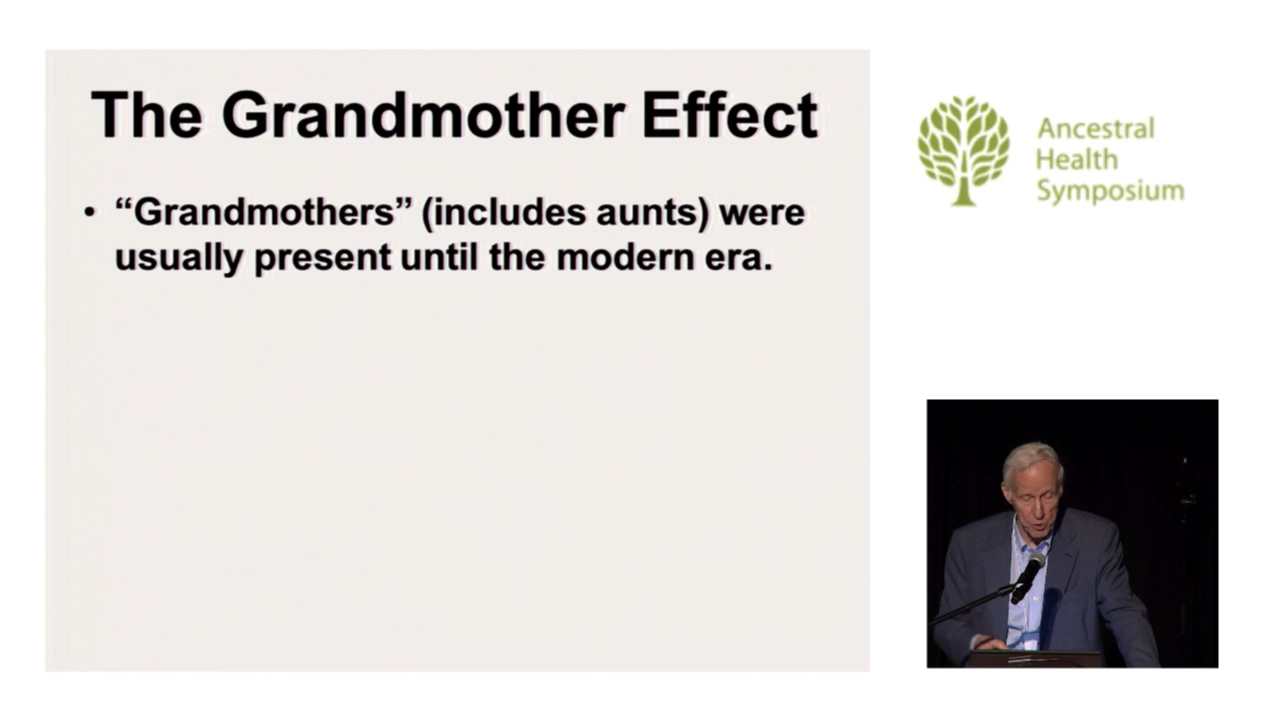 The Grandmother Effect
• “Grandmothers” (includes aunts) were
usually present until the modern era.
Ancestral
Health
Symposium